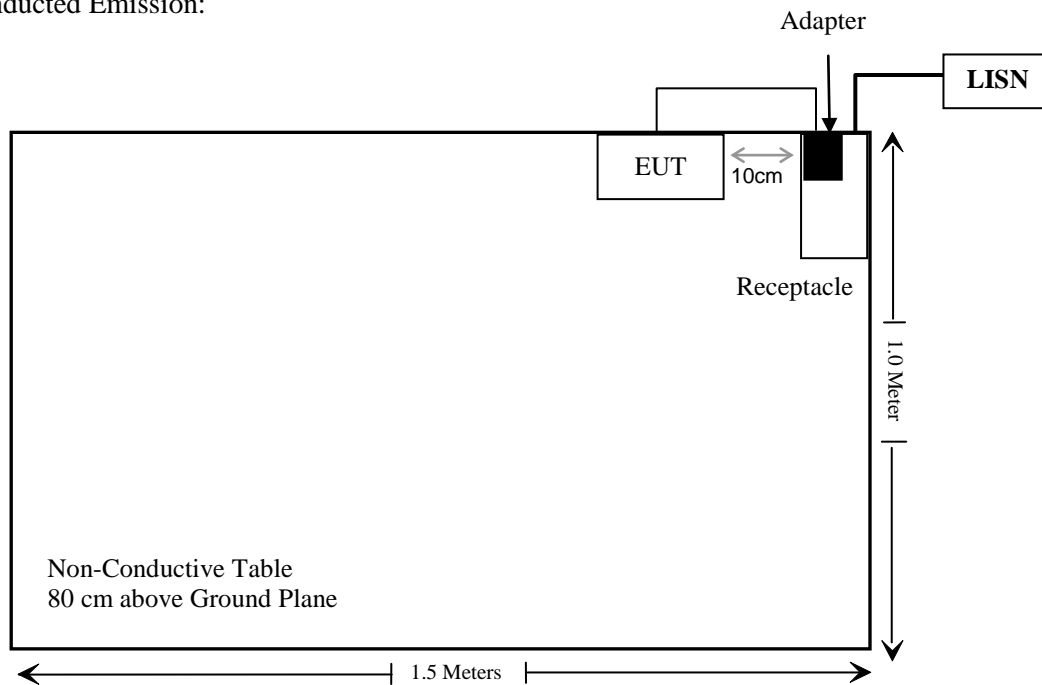 nducted Emission:
Adapter
LISN
EUT
10cm
Receptacle
1.0 Meter
Non-Conductive Table
80 cm above Ground Plane
1.5 Meters